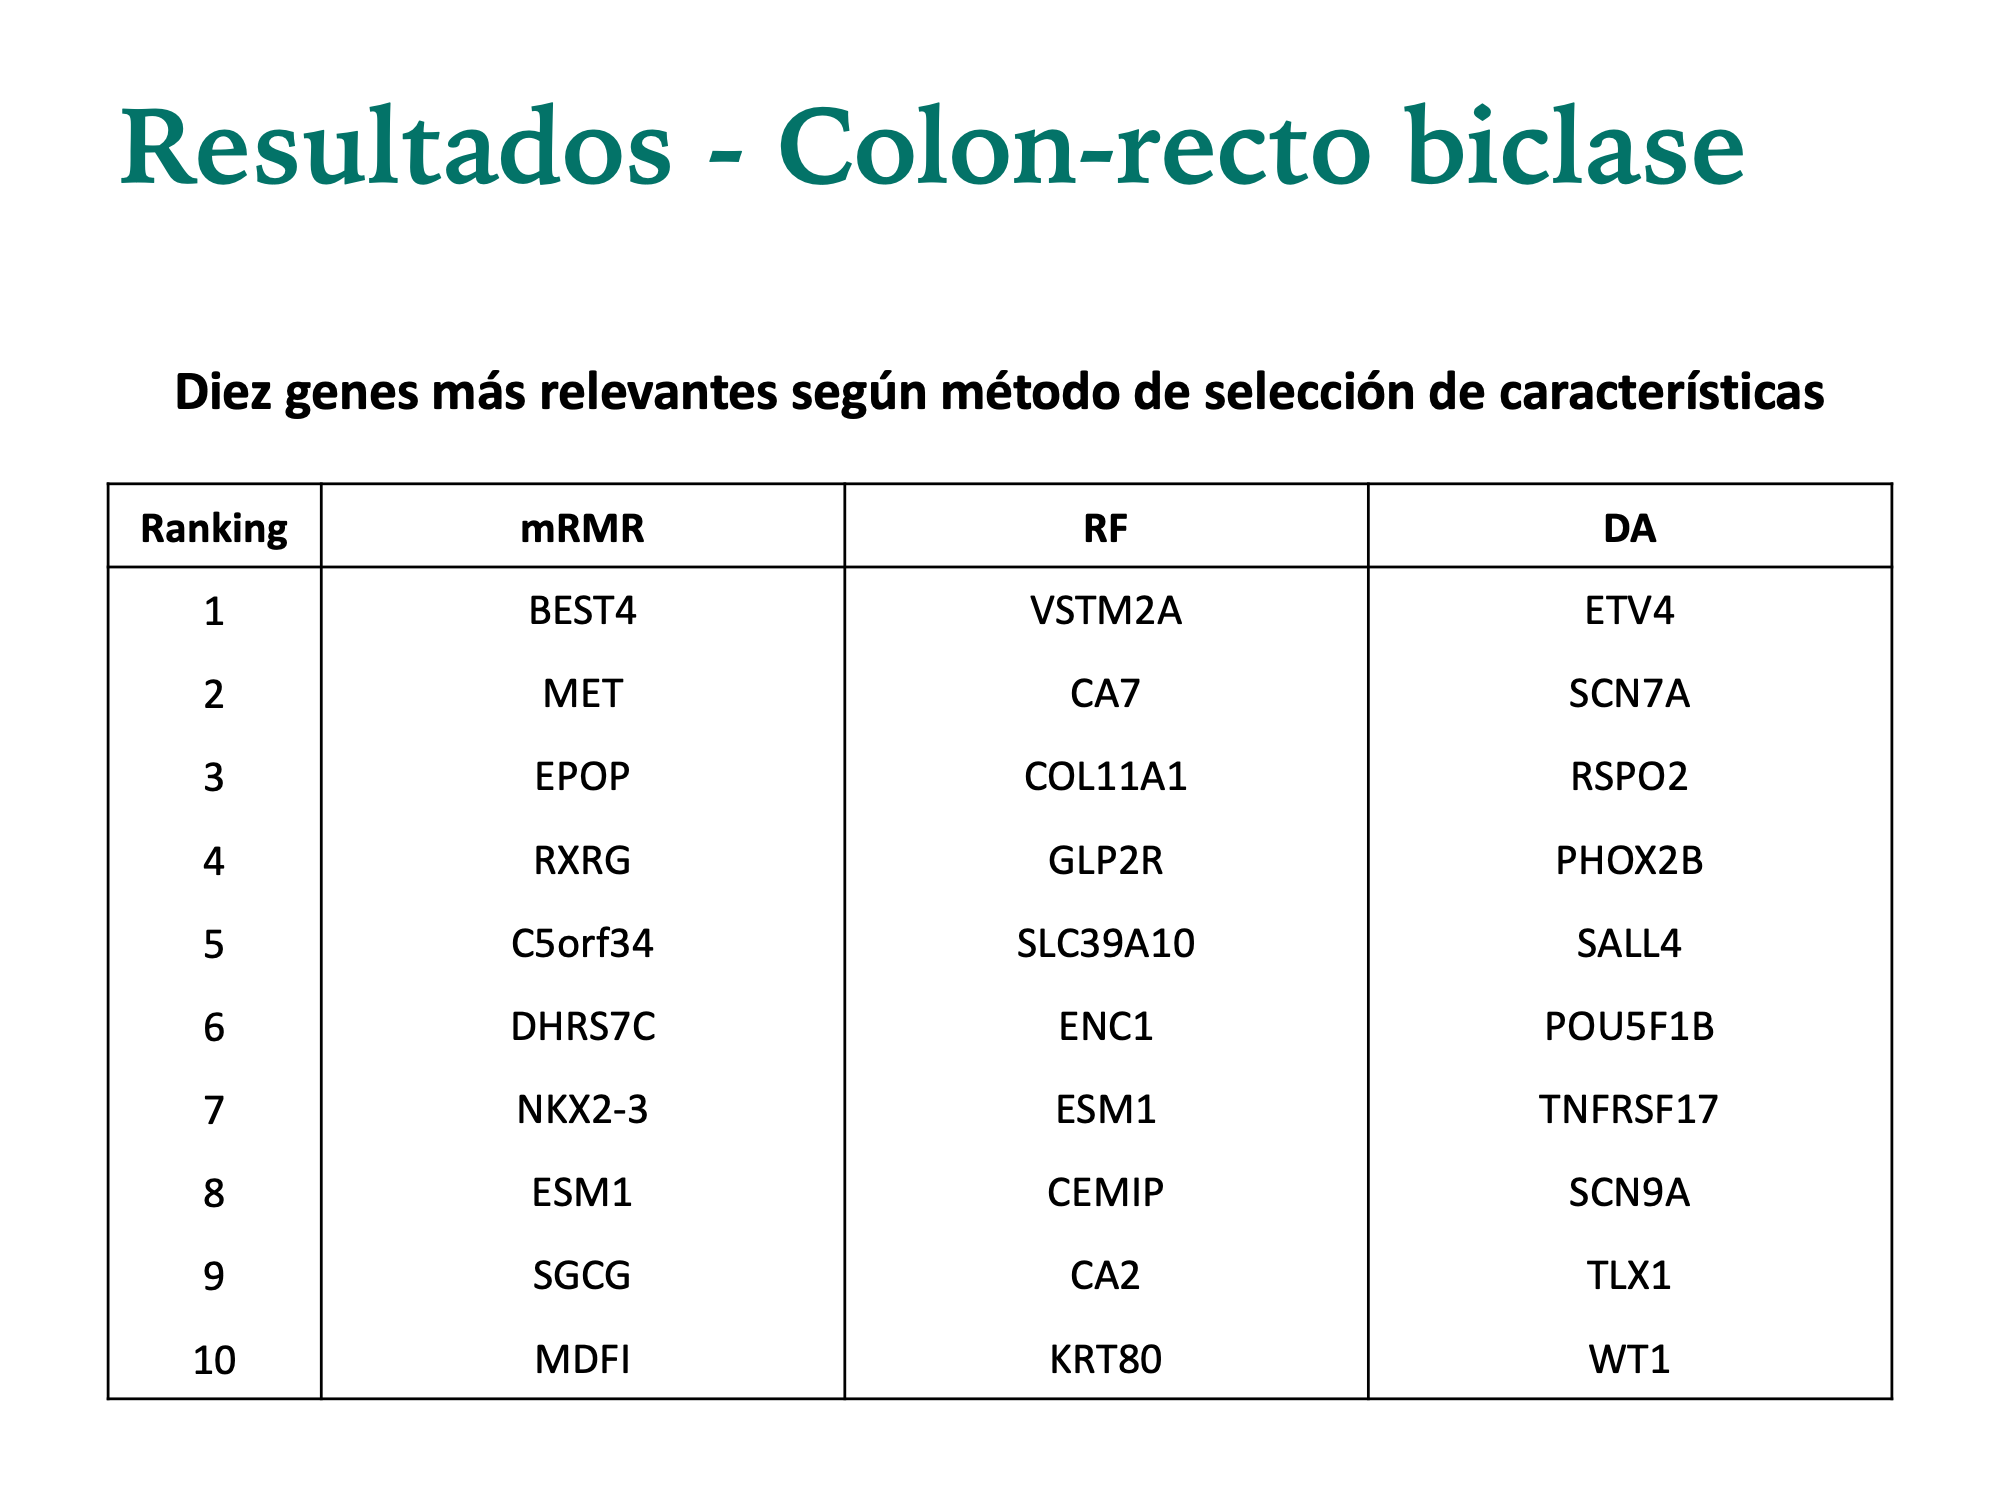 Resultados - Colon-recto biclase
Diez genes más relevantes según método de selección de características
Ranking mRMR RF DA
1 BEST4 VSTM2A ETV4
2 MET CA7 SCN7A
3 EPOP COL11A1 RSPO2
4 RXRG GLP2R PHOX2B
5 C5orf34 SLC39A10 SALL4
6 DHRS7C ENC1 POU5F1B
7 NKX2-3 ESM1 TNFRSF17
8 ESM1 CEMIP SCN9A
9 SGCG CA2 TLX1
10 MDFI KRT80 WT1